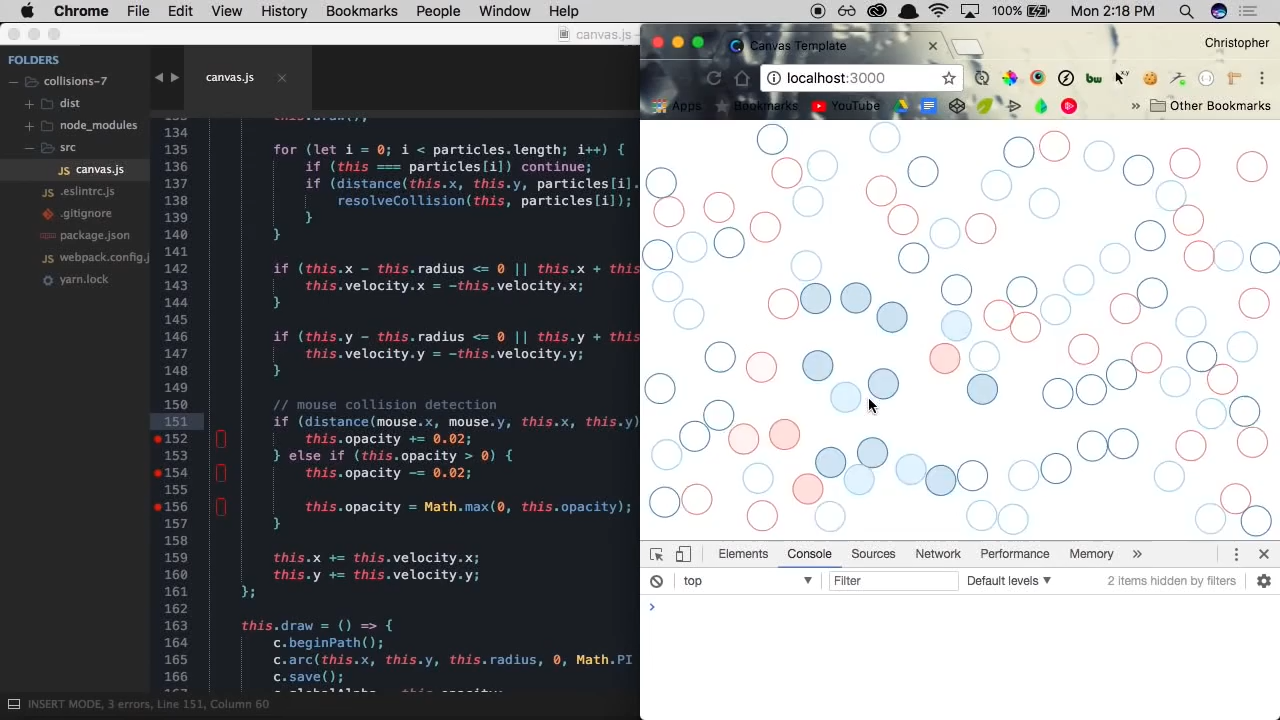 Chrome File Edit View History Bookmarks People Window Help 100% Mon 2:18 PM
canvas.js —
FOLDERS
collisions-7
dist
node_modules
src
canvas.js
.eslintrc.js
.gitignore
package.json
webpack.config.j
yarn.lock
canvas.js
134
135 for (let i = 0; i < particles.length; i++) {
136 if (this === particles[i]) continue;
137 if (distance(this.x, this.y, particles[i].
138 resolveCollision(this, particles[i]);
139 }
140 }
141
142 if (this.x - this.radius <= 0 || this.x + this
143 this.velocity.x = -this.velocity.x;
144 }
145
146 if (this.y - this.radius <= 0 || this.y + this
147 this.velocity.y = -this.velocity.y;
148 }
149
150 // mouse collision detection
151 if (distance(mouse.x, mouse.y, this.x, this.y)
152 this.opacity += 0.02;
153 } else if (this.opacity > 0) {
154 this.opacity -= 0.02;
155
156 this.opacity = Math.max(0, this.opacity);
157 }
158
159 this.x += this.velocity.x;
160 this.y += this.velocity.y;
161 };
162
163 this.draw = () => {
164 c.beginPath();
165 c.arc(this.x, this.y, this.radius, 0, Math.PI
166 c.save();
INSERT MODE, 3 errors, Line 151, Column 60
Canvas Template
Christopher
localhost:3000
bw
Apps Bookmarks YouTube » Other Bookmarks
Elements Console Sources Network Performance Memory »
top Filter Default levels 2 items hidden by filters